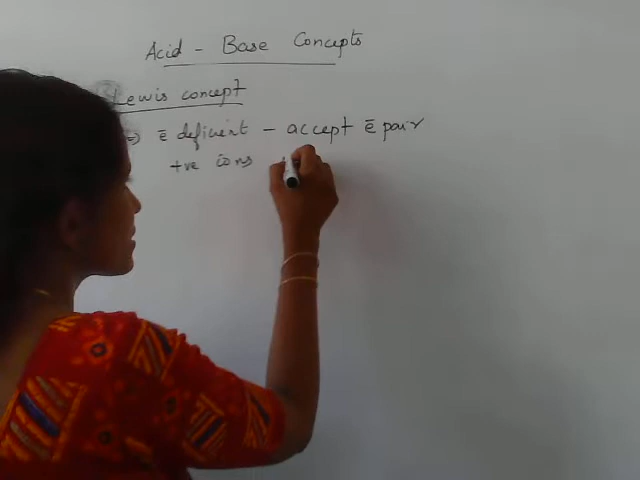 Acid - Base Concepts
Lewis concept
ē deficient - accept ē pair
+ve ions